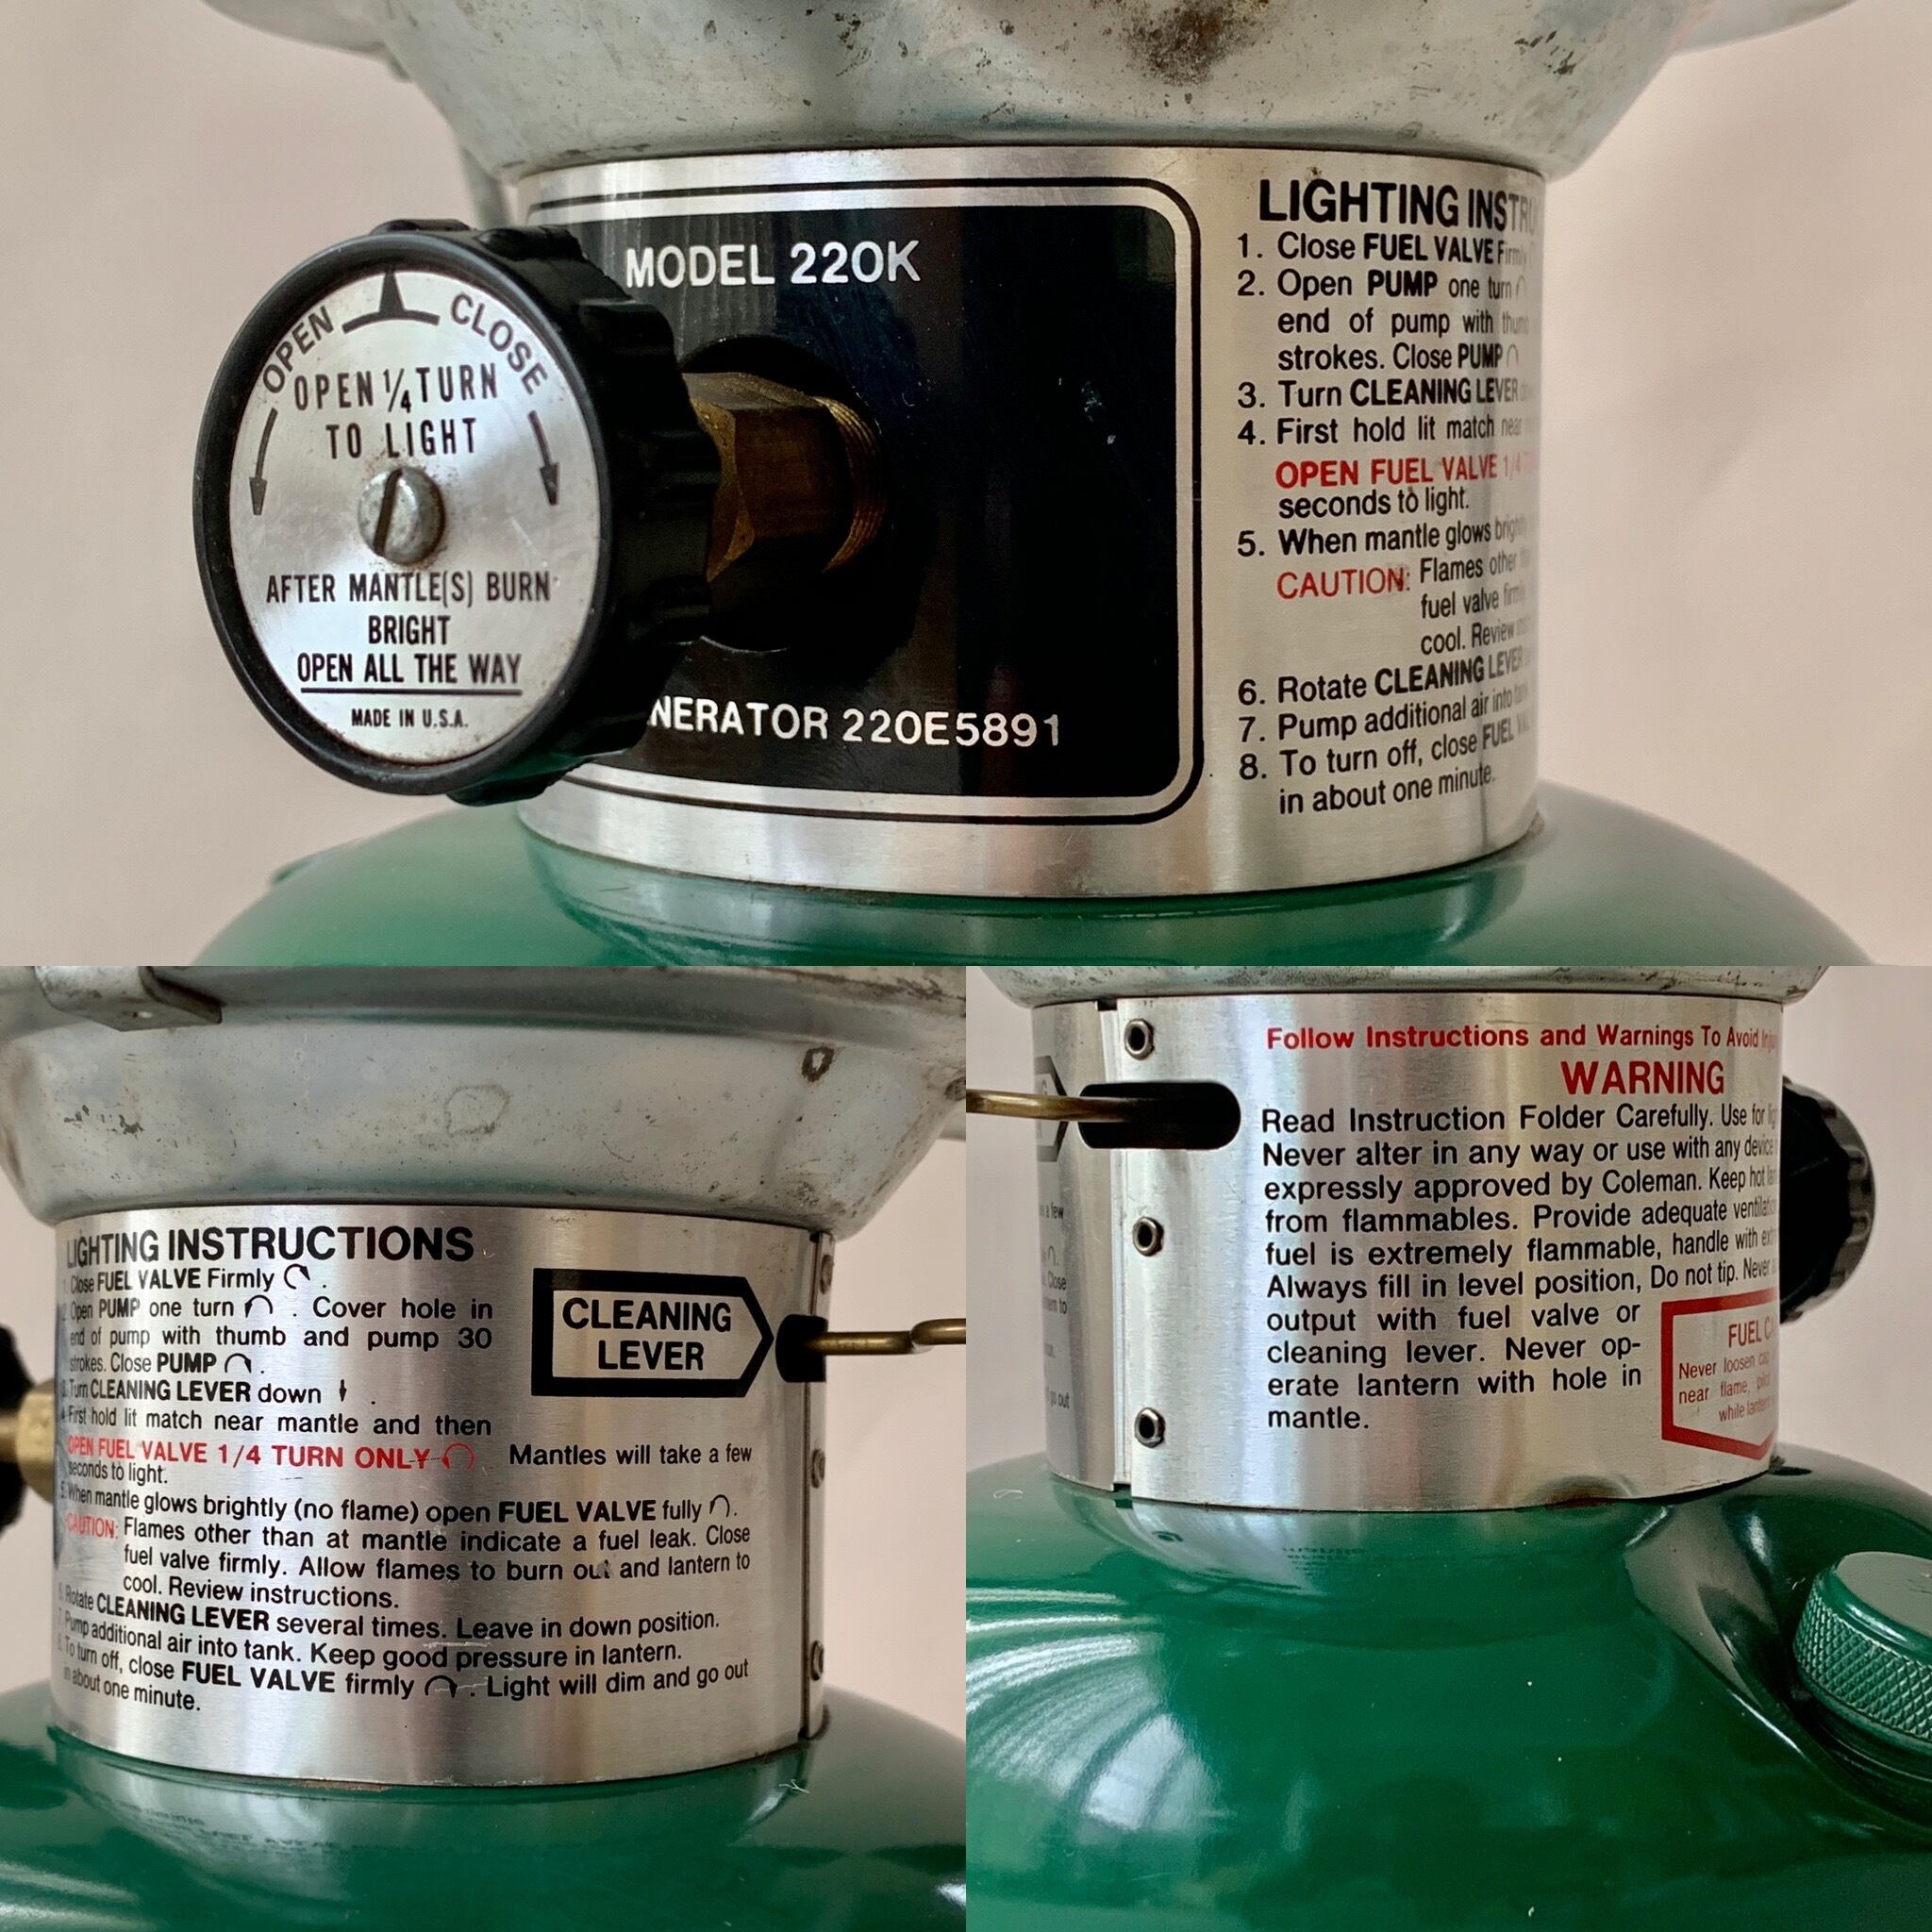 MODEL 220K
OPEN CLOSE
OPEN 1/4 TURN
TO LIGHT
AFTER MANTLE(S) BURN
BRIGHT
OPEN ALL THE WAY
MADE IN U.S.A.
NERATOR 220E5891
LIGHTING INSTRU
1. Close FUEL VALVE Firmly
2. Open PUMP one turn
end of pump with thumb
strokes. Close PUMP
3. Turn CLEANING LEVER
4. First hold lit match near
OPEN FUEL VALVE 1/4
seconds to light.
5. When mantle glows brightly
CAUTION: Flames other
fuel valve firmly
cool. Review
6. Rotate CLEANING LEVER
7. Pump additional air into
8. To turn off, close FUEL
in about one minute.
LIGHTING INSTRUCTIONS
Close FUEL VALVE Firmly .
2. Open PUMP one turn . Cover hole in
end of pump with thumb and pump 30
strokes. Close PUMP .
3. Turn CLEANING LEVER down .
4. First hold lit match near mantle and then
OPEN FUEL VALVE 1/4 TURN ONLY . Mantles will take a few
seconds to light.
5. When mantle glows brightly (no flame) open FUEL VALVE fully .
CAUTION: Flames other than at mantle indicate a fuel leak. Close
fuel valve firmly. Allow flames to burn out and lantern to
cool. Review instructions.
Rotate CLEANING LEVER several times. Leave in down position.
Pump additional air into tank. Keep good pressure in lantern.
To turn off, close FUEL VALVE firmly . Light will dim and go out
in about one minute.
CLEANING
LEVER
Follow Instructions and Warnings To Avoid
WARNING
Read Instruction Folder Carefully. Use for
Never alter in any way or use with any device
expressly approved by Coleman. Keep hot
from flammables. Provide adequate ventilation
fuel is extremely flammable, handle with
Always fill in level position, Do not tip. Never
output with fuel valve or
cleaning lever. Never op-
erate lantern with hole in
mantle.
FUEL
Never loosen cap
near flame,
while